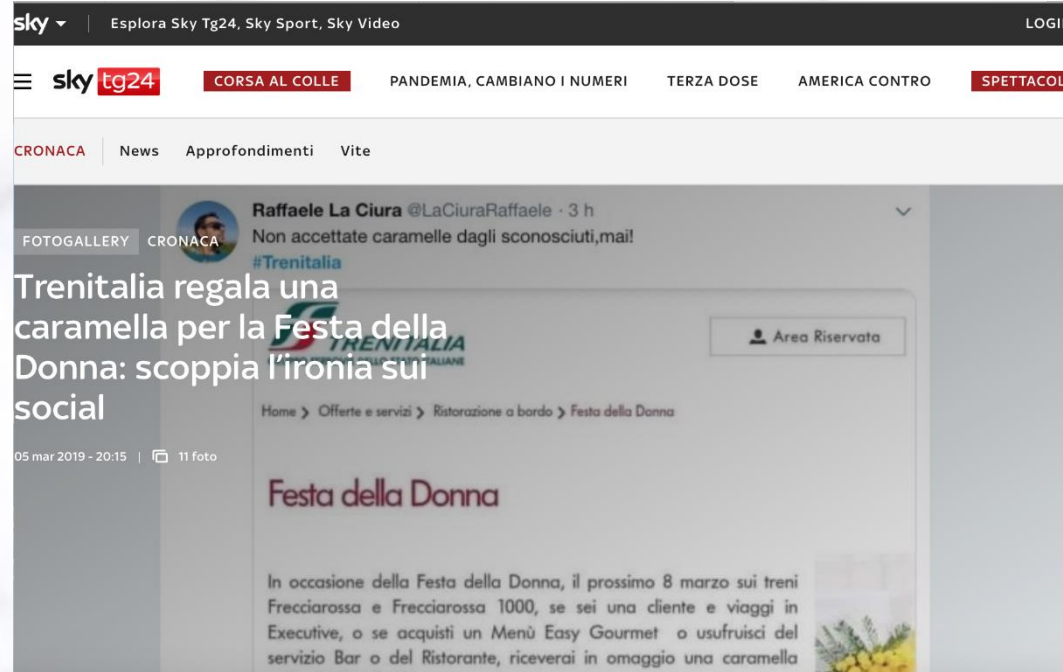 sky
Esplora Sky Tg24, Sky Sport, Sky Video
LOGI
sky tg24
CORSA AL COLLE
PANDEMIA, CAMBIANO I NUMERI
TERZA DOSE
AMERICA CONTRO
SPETTACOL
CRONACA
News
Approfondimenti
Vite
Raffaele La Ciura @LaCiuraRaffaele · 3 h
Non accettate caramelle dagli sconosciuti,mai!
#Trenitalia
FOTOGALLERY CRONACA
Trenitalia regala una
caramella per la Festa della
Donna: scoppia l'ironia sui
social
05 mar 2019 - 20:15 | 11 foto
TRENITALIA
Area Riservata
Home > Offerte e servizi > Ristorazione a bordo > Festa della Donna
Festa della Donna
In occasione della Festa della Donna, il prossimo 8 marzo sui treni
Frecciarossa e Frecciarossa 1000, se sei una cliente e viaggi in
Executive, o se acquisti un Menù Easy Gourmet o usufruisci del
servizio Bar o del Ristorante, riceverai in omaggio una caramella